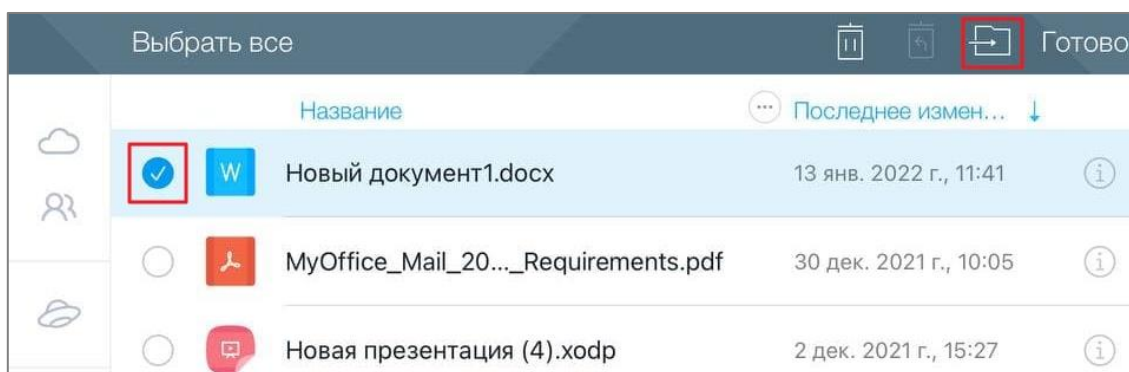 Выбрать все Готово
Название Последнее измен... ↓
W Новый документ1.docx 13 янв. 2022 г., 11:41
MyOffice_Mail_20..._Requirements.pdf 30 дек. 2021 г., 10:05
Новая презентация (4).xodp 2 дек. 2021 г., 15:27